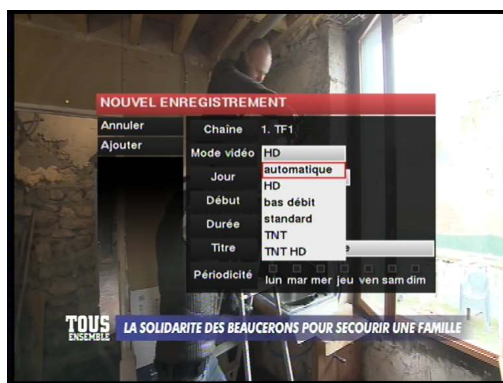 NOUVEL ENREGISTREMENT
Annuler
Ajouter
Chaîne 1. TF1
Mode vidéo HD
automatique
HD
bas débit
standard
TNT
TNT HD
Jour
Début
Durée
Titre
Périodicité lun mar mer jeu ven sam dim
TOUS ENSEMBLE
LA SOLIDARITE DES BEAUCERONS POUR SECOURIR UNE FAMILLE